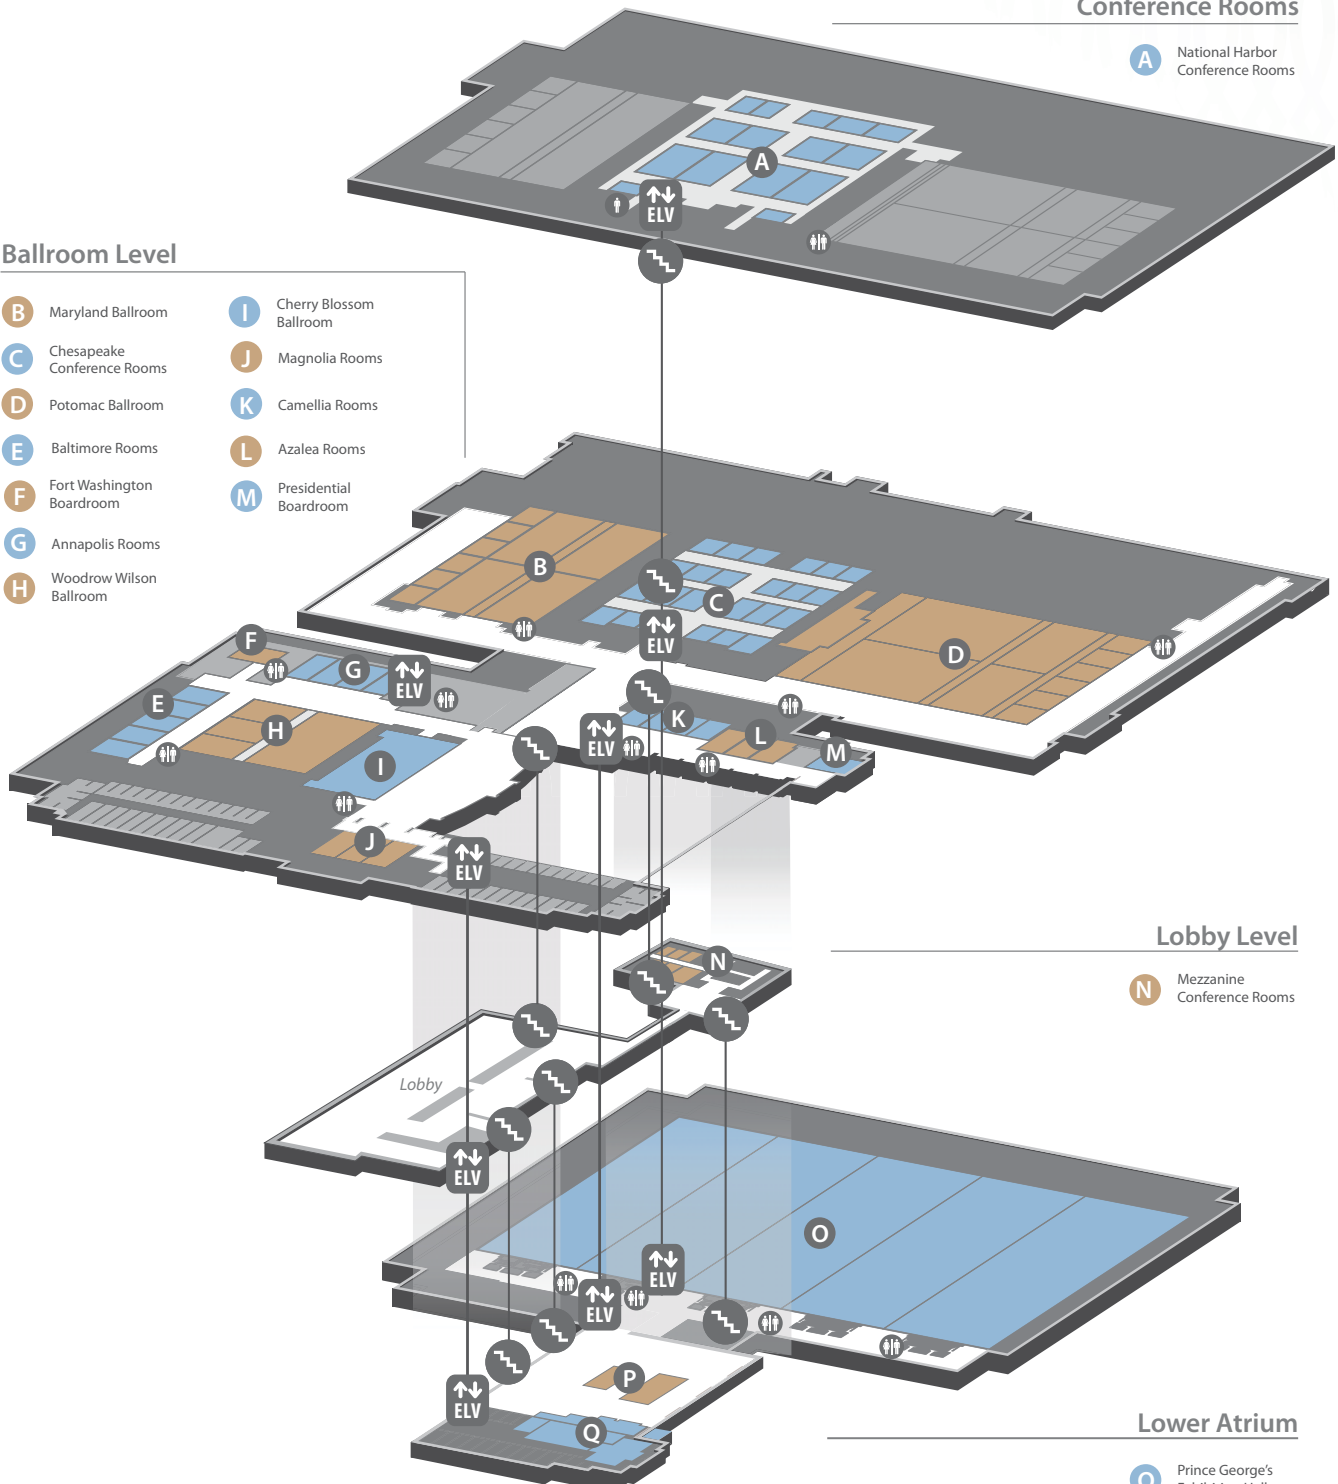 Conference Rooms
A National Harbor
Conference Rooms
A
ELV
Ballroom Level
B Maryland Ballroom
C Chesapeake
Conference Rooms
D Potomac Ballroom
E Baltimore Rooms
F Fort Washington
Boardroom
G Annapolis Rooms
H Woodrow Wilson
Ballroom
I Cherry Blossom
Ballroom
J Magnolia Rooms
K Camellia Rooms
L Azalea Rooms
M Presidential
Boardroom
B
C
ELV
D
F
G
ELV
E
H
I
K
ELV
L
M
J
ELV
Lobby Level
N Mezzanine
Conference Rooms
N
Lobby
ELV
O
ELV
ELV
P
ELV
Q
Lower Atrium
O Prince George's